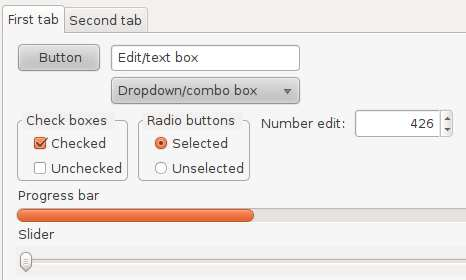 First tab Second tab
Button Edit/text box
Dropdown/combo box
Check boxes Radio buttons Number edit: 426
Checked Selected
Unchecked Unselected
Progress bar
Slider